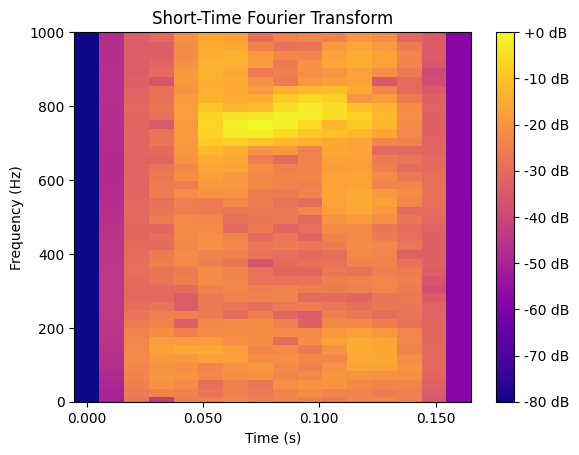 Short-Time Fourier Transform
1000
800
600
400
200
0
Frequency (Hz)
0.000
0.050
0.100
0.150
Time (s)
+0 dB
-10 dB
-20 dB
-30 dB
-40 dB
-50 dB
-60 dB
-70 dB
-80 dB